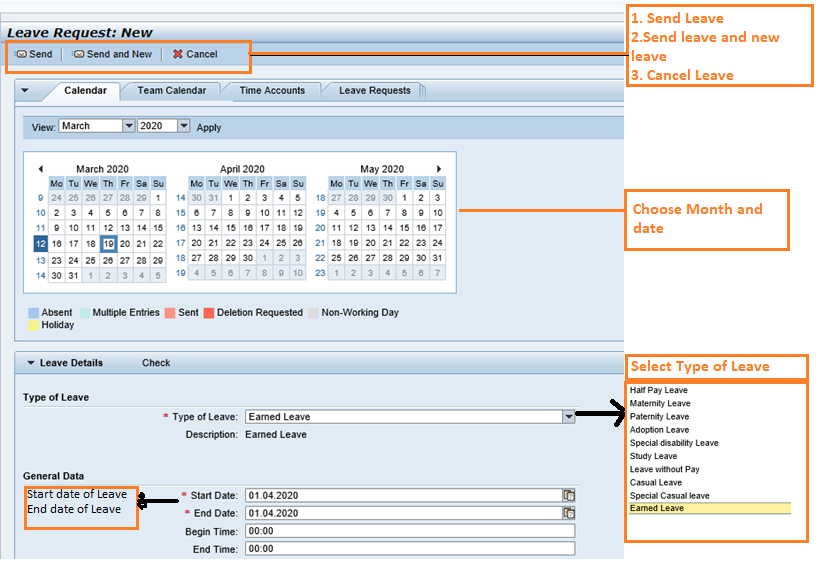 Leave Request: New
Send Send and New Cancel
1. Send Leave
2.Send leave and new
leave
3. Cancel Leave
Calendar Team Calendar Time Accounts Leave Requests
View: March 2020 Apply
March 2020
Mo Tu We Th Fr Sa Su
9 24 25 26 27 28 29 1
10 2 3 4 5 6 7 8
11 9 10 11 12 13 14 15
12 16 17 18 19 20 21 22
13 23 24 25 26 27 28 29
14 30 31 1 2 3 4 5
April 2020
Mo Tu We Th Fr Sa Su
14 30 31 1 2 3 4 5
15 6 7 8 9 10 11 12
16 13 14 15 16 17 18 19
17 20 21 22 23 24 25 26
18 27 28 29 30 1 2 3
19 4 5 6 7 8 9 10
May 2020
Mo Tu We Th Fr Sa Su
18 27 28 29 30 1 2 3
19 4 5 6 7 8 9 10
20 11 12 13 14 15 16 17
21 18 19 20 21 22 23 24
22 25 26 27 28 29 30 31
23 1 2 3 4 5 6 7
Choose Month and
date
Absent Multiple Entries Sent Deletion Requested Non-Working Day
Holiday
Leave Details Check
Type of Leave
* Type of Leave: Earned Leave
Description: Earned Leave
Select Type of Leave
Half Pay Leave
Maternity Leave
Paternity Leave
Adoption Leave
Special disability Leave
Study Leave
Leave without Pay
Casual Leave
Special Casual leave
Earned Leave
General Data
Start date of Leave
End date of Leave
* Start Date: 01.04.2020
* End Date: 01.04.2020
Begin Time: 00:00
End Time: 00:00